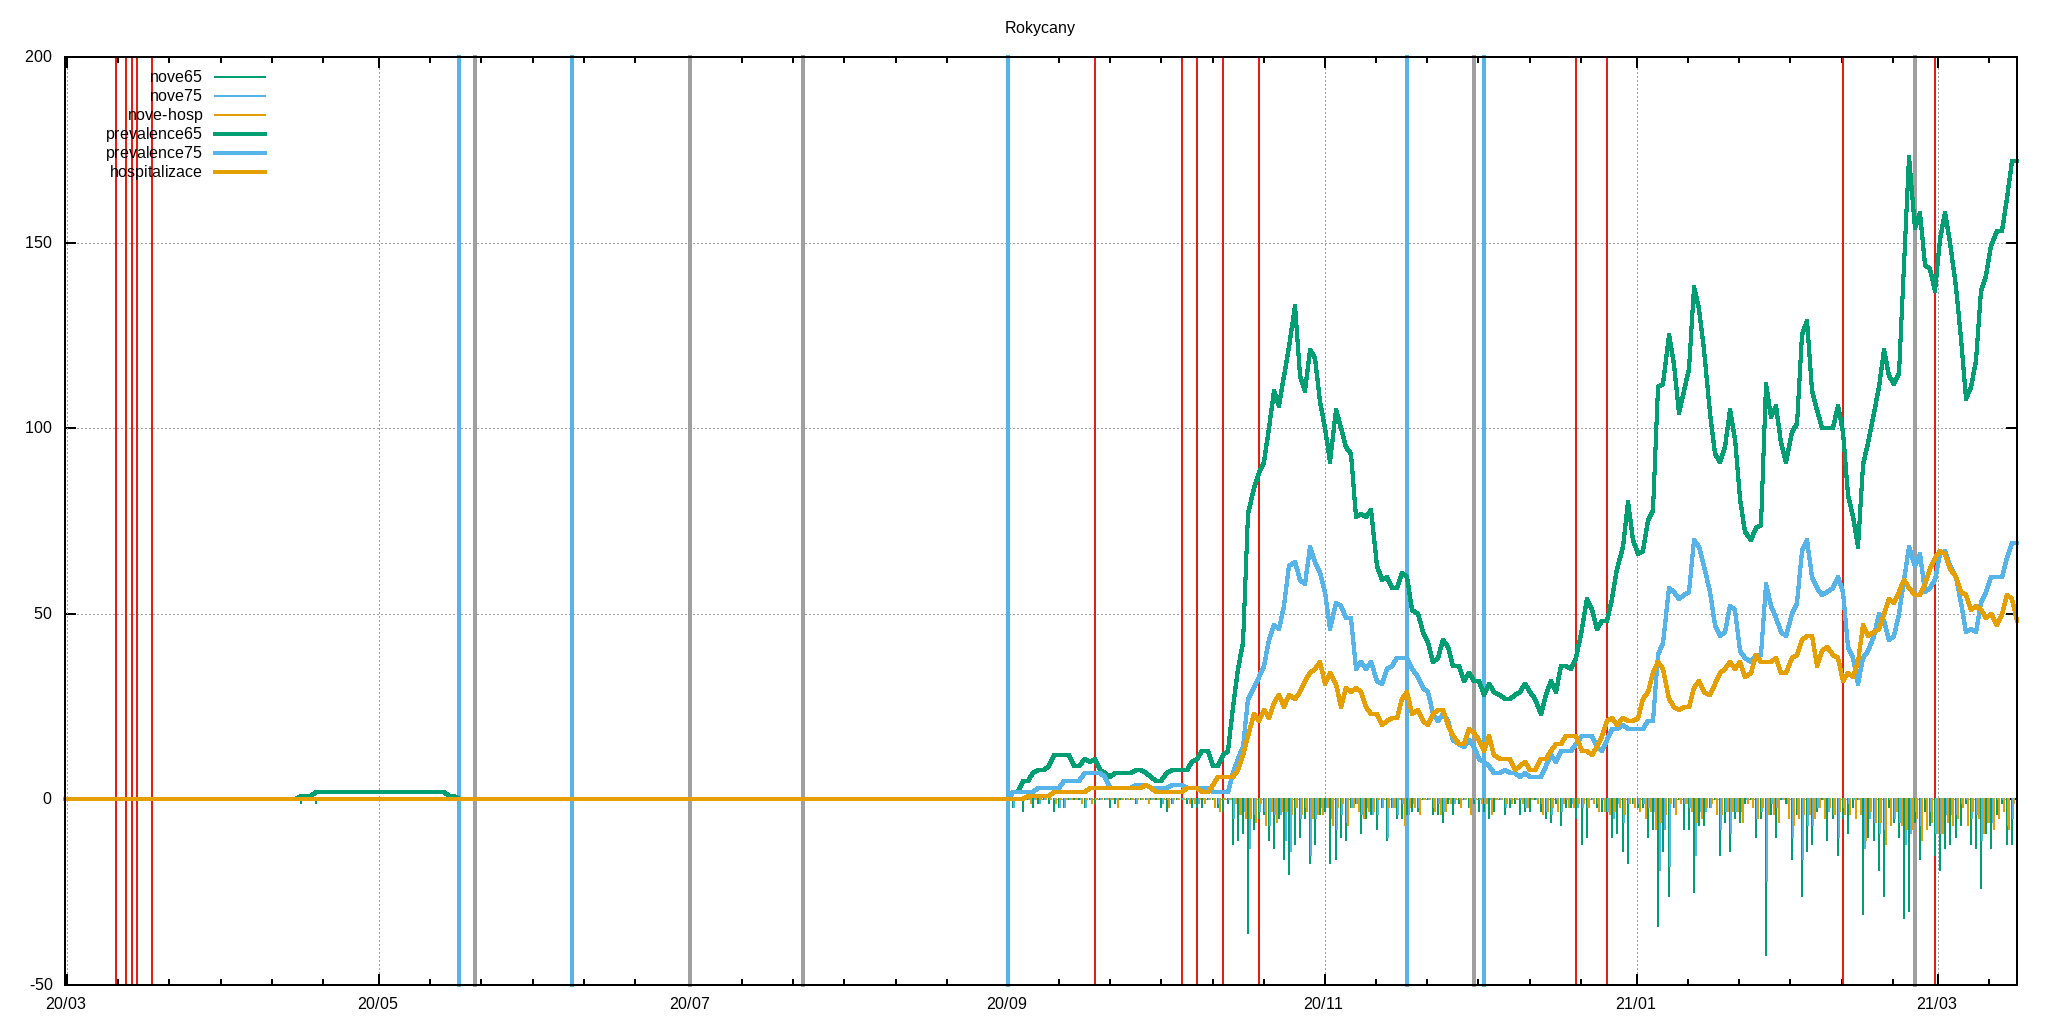 Rokycany
200
150
100
50
0
-50
nove65
nove75
nove-hosp
prevalence65
prevalence75
hospitalizace
20/03 20/05 20/07 20/09 20/11 21/01 21/03